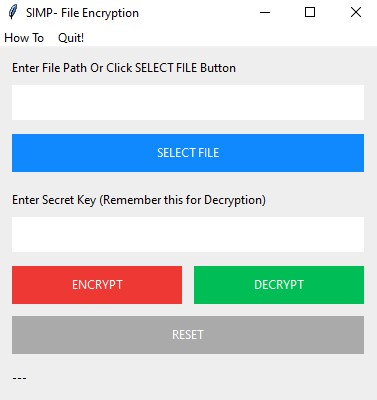 SIMP- File Encryption
How To Quit!
Enter File Path Or Click SELECT FILE Button
SELECT FILE
Enter Secret Key (Remember this for Decryption)
ENCRYPT DECRYPT
RESET
---